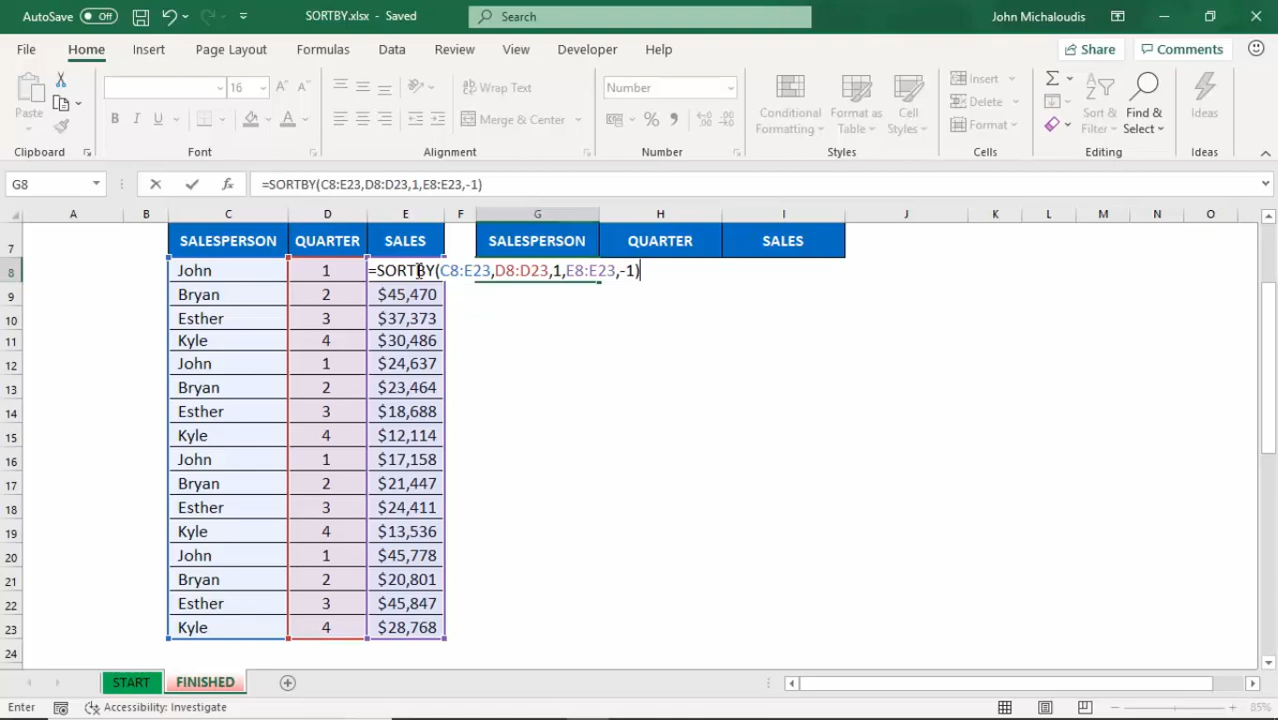 AutoSave Off SORTBY.xlsx - Saved Search John Michaloudis
File Home Insert Page Layout Formulas Data Review View Developer Help Share Comments
16 Wrap Text Number Insert
Paste B I U A Merge & Center % Conditional Formatting Format as Table Cell Styles Delete Format Sort & Filter Find & Select Ideas
Clipboard Font Alignment Number Styles Cells Editing Ideas
G8 fx =SORTBY(C8:E23,D8:D23,1,E8:E23,-1)
A B C D E F G H I J K L M N O
7 SALESPERSON QUARTER SALES SALESPERSON QUARTER SALES
8 John 1 =SORTBY(C8:E23,D8:D23,1,E8:E23,-1)
9 Bryan 2 $45,470
10 Esther 3 $37,373
11 Kyle 4 $30,486
12 John 1 $24,637
13 Bryan 2 $23,464
14 Esther 3 $18,688
15 Kyle 4 $12,114
16 John 1 $17,158
17 Bryan 2 $21,447
18 Esther 3 $24,411
19 Kyle 4 $13,536
20 John 1 $45,778
21 Bryan 2 $20,801
22 Esther 3 $45,847
23 Kyle 4 $28,768
24
START FINISHED
Enter Accessibility: Investigate 85%